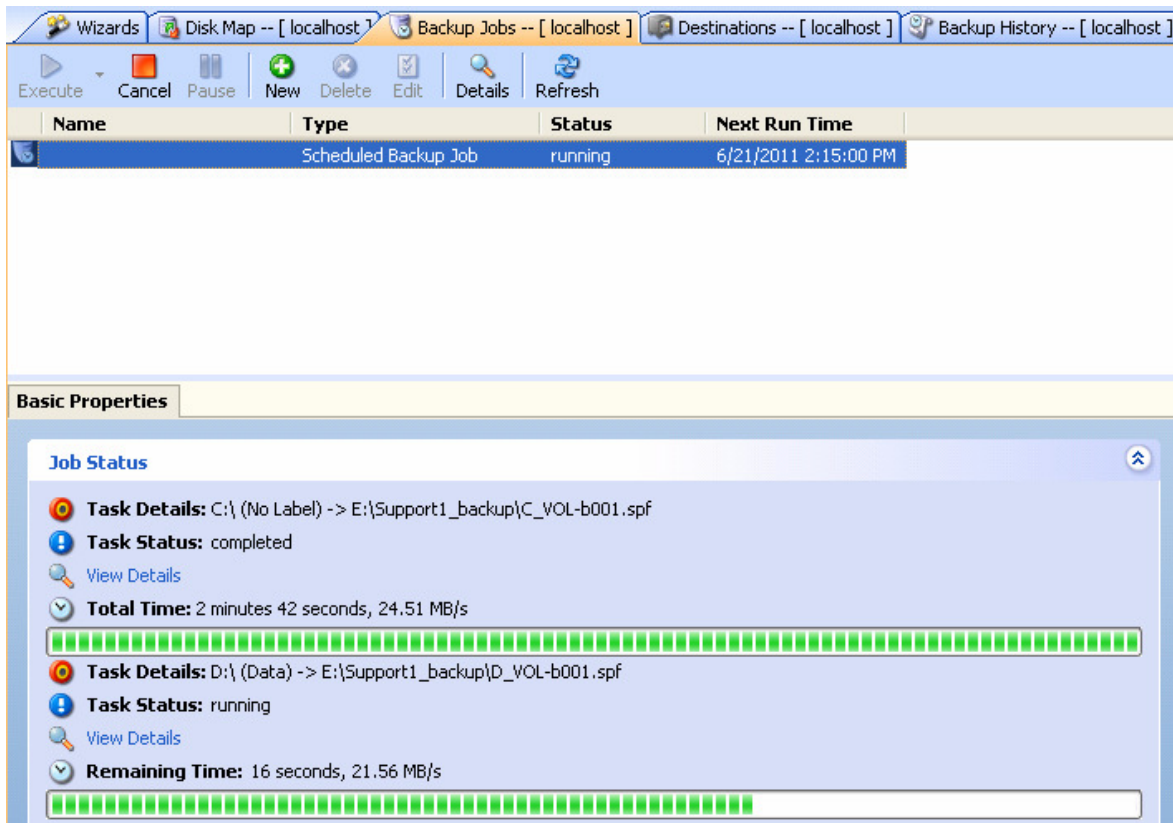 Wizards Disk Map -- [ localhost ] Backup Jobs -- [ localhost ] Destinations -- [ localhost ] Backup History -- [ localhost ]
Execute Cancel Pause New Delete Edit Details Refresh
Name Type Status Next Run Time
Scheduled Backup Job running 6/21/2011 2:15:00 PM
Basic Properties
Job Status
Task Details: C:\ (No Label) -> E:\Support1_backup\C_VOL-b001.spf
Task Status: completed
View Details
Total Time: 2 minutes 42 seconds, 24.51 MB/s
Task Details: D:\ (Data) -> E:\Support1_backup\D_VOL-b001.spf
Task Status: running
View Details
Remaining Time: 16 seconds, 21.56 MB/s